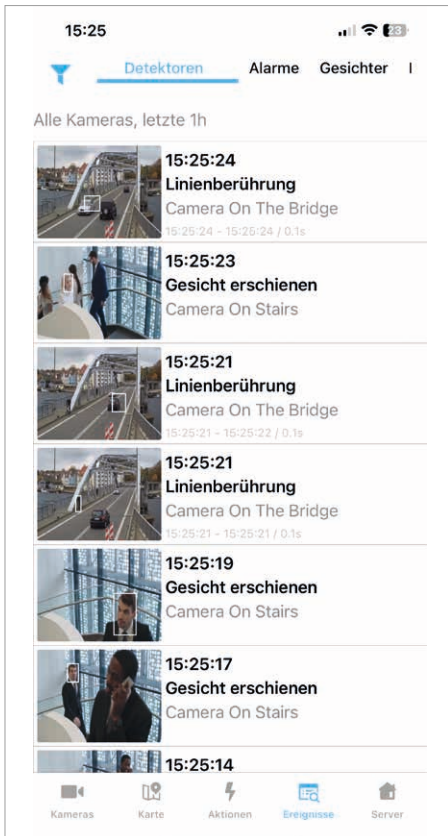 15:25
23
Detektoren Alarme Gesichter I
Alle Kameras, letzte 1h
15:25:24
Linienberührung
Camera On The Bridge
15:25:24 - 15:25:24 / 0.1s
15:25:23
Gesicht erschienen
Camera On Stairs
15:25:21
Linienberührung
Camera On The Bridge
15:25:21 - 15:25:22 / 0.1s
15:25:21
Linienberührung
Camera On The Bridge
15:25:21 - 15:25:21 / 0.1s
15:25:19
Gesicht erschienen
Camera On Stairs
15:25:17
Gesicht erschienen
Camera On Stairs
15:25:14
Kameras Karte Aktionen Ereignisse Server